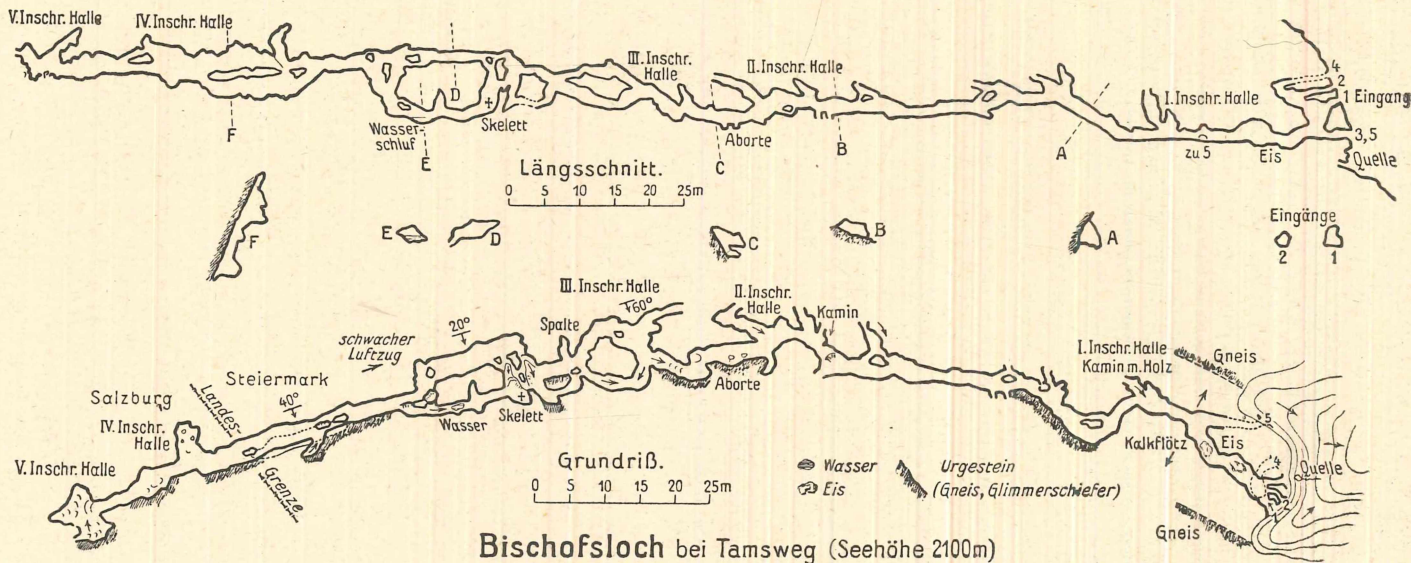 V. Inschr. Halle
IV. Inschr. Halle
III. Inschr.
Halle
II. Inschr. Halle
I. Inschr. Halle
4
2
1 Eingänge
3,5
Quelle
Eis
zu 5
A
B
Aborte
C
D
Skelett
Wasser-
schluf
E
F
Längsschnitt.
0 5 10 15 20 25m
F
E
D
C
B
A
Eingänge
2 1
III. Inschr. Halle
60°
II. Inschr.
Halle
Kamin
Spalte
20°
schwacher
Luftzug
Steiermark
40°
Salzburg
Landes-
Grenze
IV. Inschr.
Halle
V. Inschr. Halle
Wasser
Skelett
Aborte
I. Inschr. Halle
Kamin m. Holz
Gneis
5
Kalkflötz
Eis
4
Quelle
Gneis
Grundriß.
0 5 10 15 20 25m
Wasser
Eis
Urgestein
(Gneis, Glimmerschiefer)
Bischofsloch bei Tamsweg (Seehöhe 2100m)